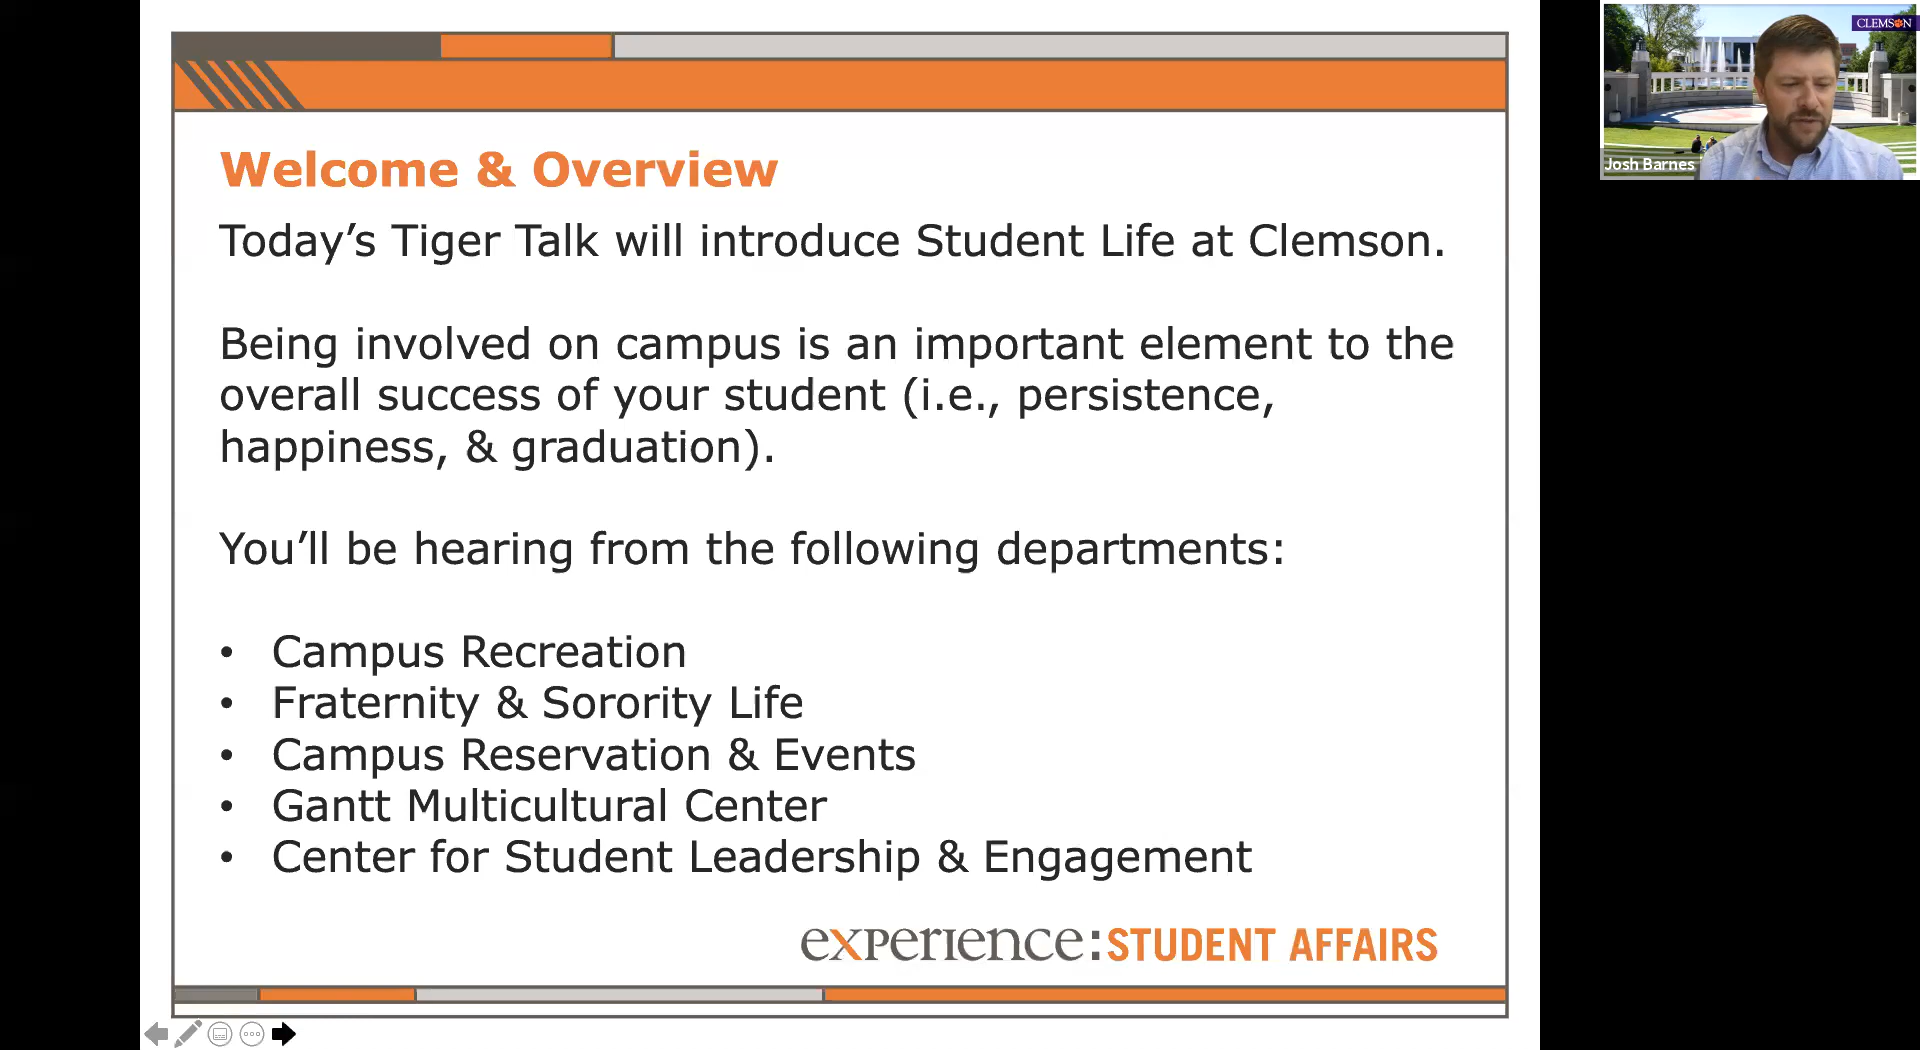 Welcome & Overview
Today’s Tiger Talk will introduce Student Life at Clemson.
Being involved on campus is an important element to the
overall success of your student (i.e., persistence,
happiness, & graduation).
You’ll be hearing from the following departments:
• Campus Recreation
• Fraternity & Sorority Life
• Campus Reservation & Events
• Gantt Multicultural Center
• Center for Student Leadership & Engagement
experience:STUDENT AFFAIRS
CLEMSON
Josh Barnes